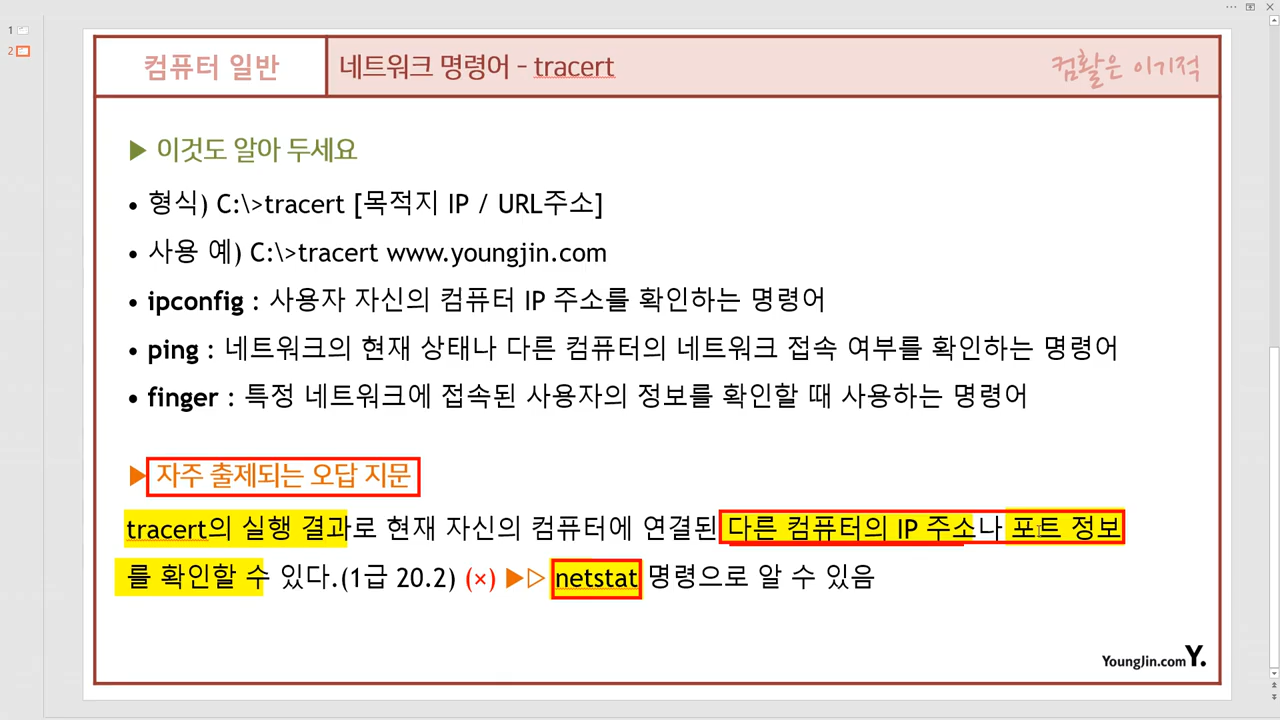 1
2
컴퓨터 일반
네트워크 명령어 - tracert
컴활은 이기적
▶ 이것도 알아 두세요
• 형식) C:\>tracert [목적지 IP / URL주소]
• 사용 예) C:\>tracert www.youngjin.com
• ipconfig : 사용자 자신의 컴퓨터 IP 주소를 확인하는 명령어
• ping : 네트워크의 현재 상태나 다른 컴퓨터의 네트워크 접속 여부를 확인하는 명령어
• finger : 특정 네트워크에 접속된 사용자의 정보를 확인할 때 사용하는 명령어
▶ 자주 출제되는 오답 지문
tracert의 실행 결과로 현재 자신의 컴퓨터에 연결된 다른 컴퓨터의 IP 주소나 포트 정보
를 확인할 수 있다.(1급 20.2) (×) ▶▷ netstat 명령으로 알 수 있음
YoungJin.com Y.